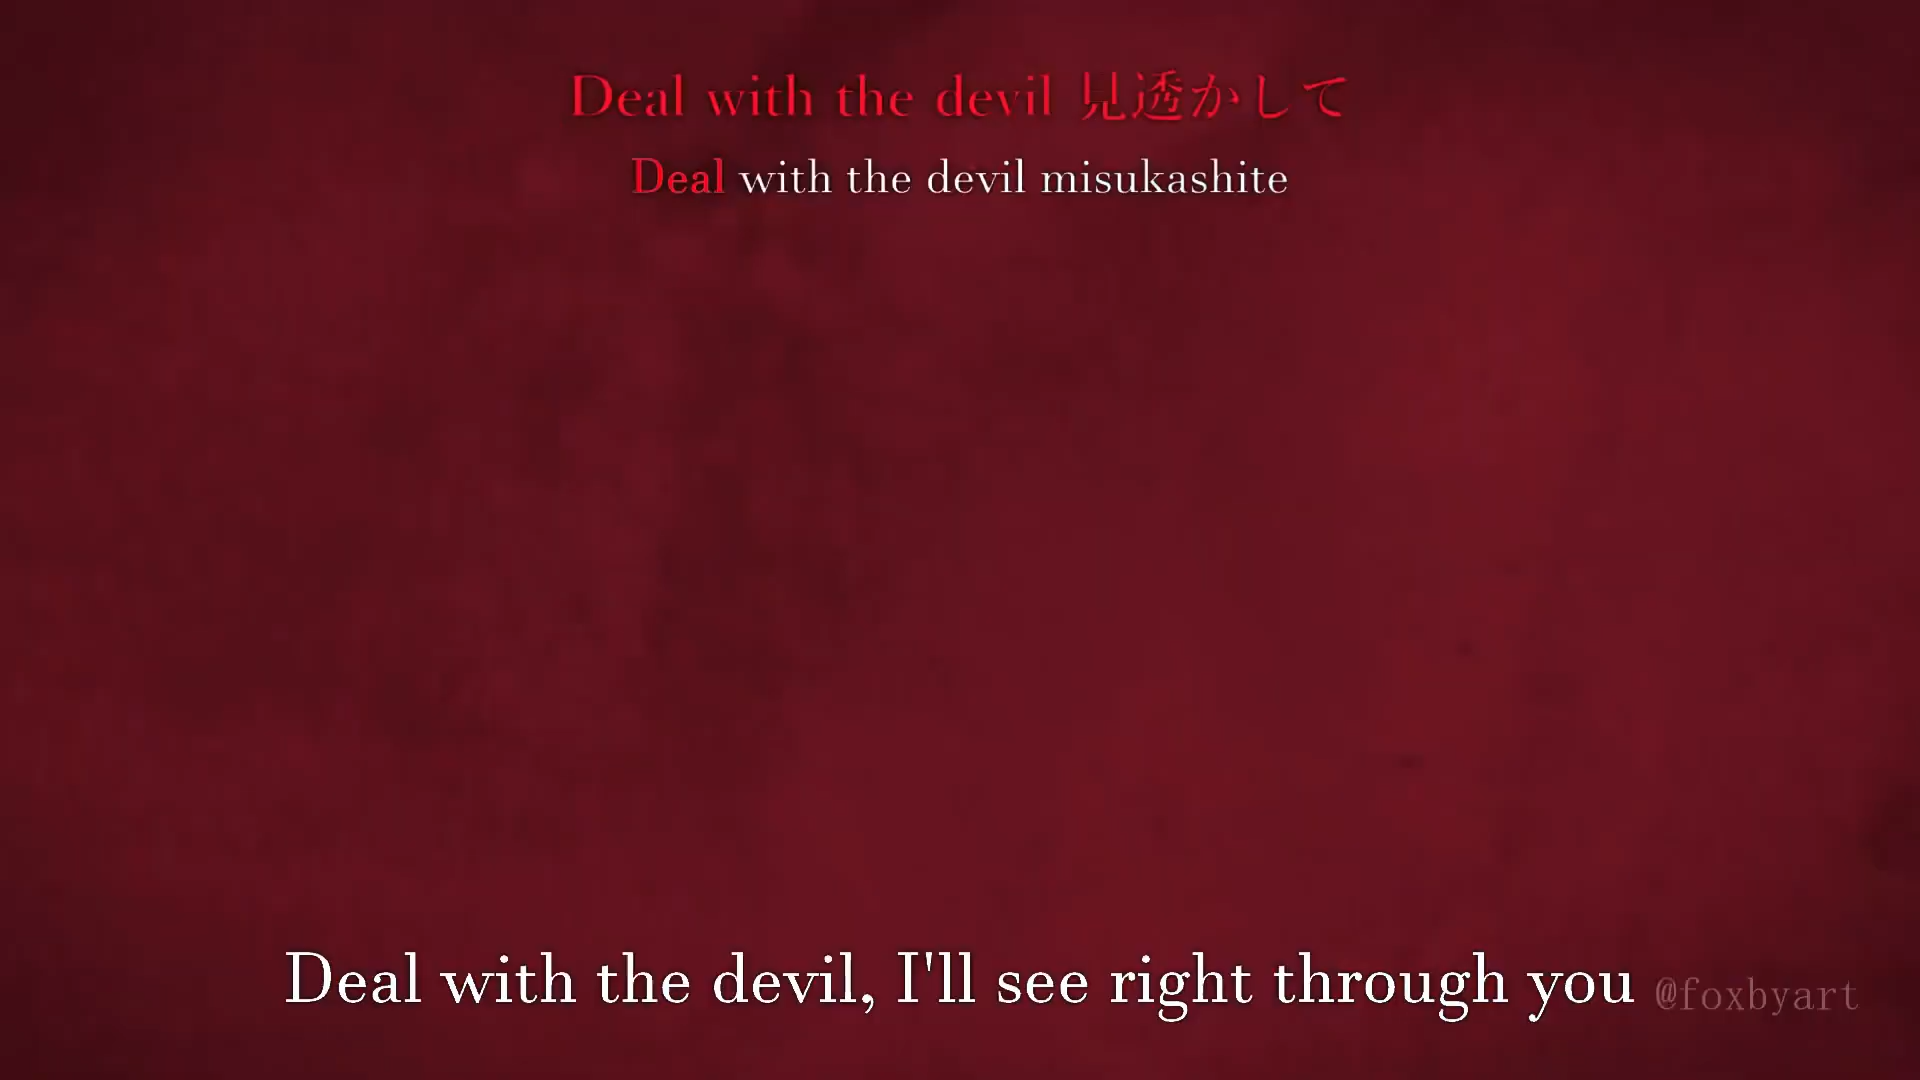 Deal with the devil 見透かして
Deal with the devil misukashite
Deal with the devil, I'll see right through you
@foxbyart